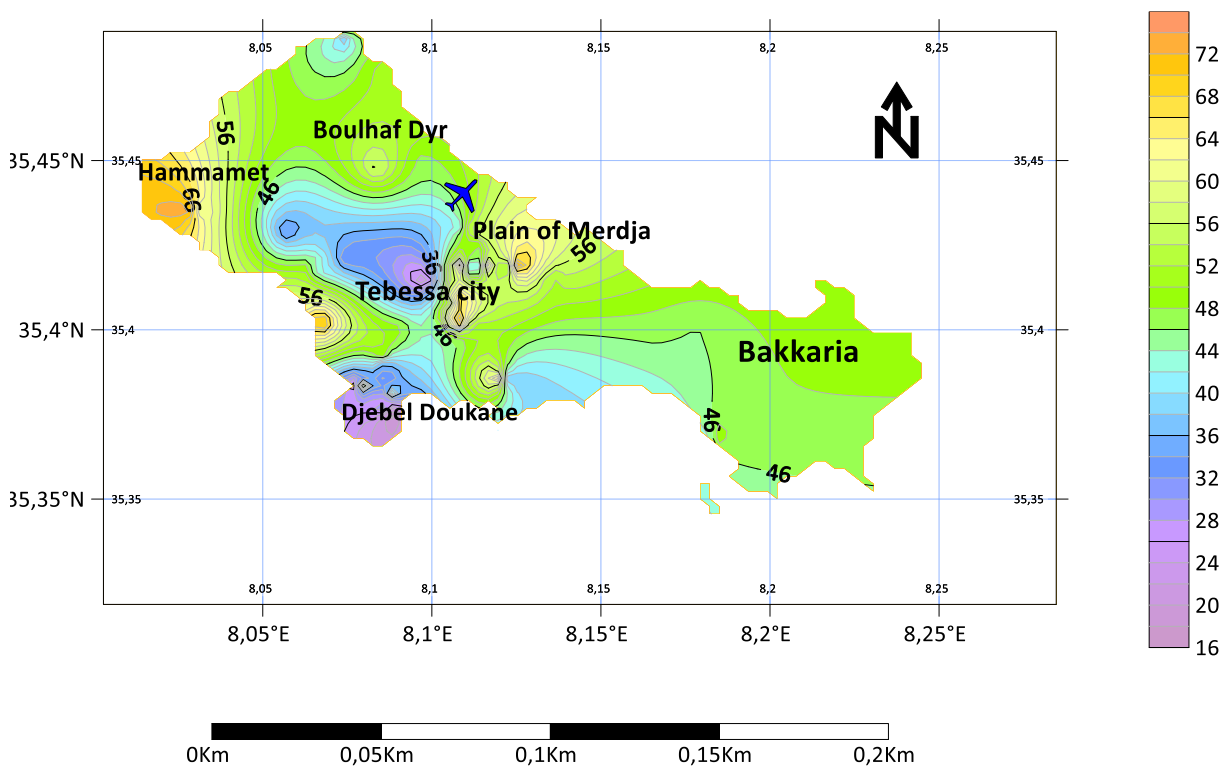 8,05 8,1 8,15 8,2 8,25
72
68
64
60
56
52
48
44
40
36
32
28
24
20
16
N
56
Boulhaf Dyr
35,45°N 35,45 35,45
Hammamet
66
46
Plain of Merdja
56
36
Tebessa city
56
35,4°N 35,4 35,4
46
Bakkaria
Djebel Doukane
46
46
35,35°N 35,35 35,35
8,05 8,1 8,15 8,2 8,25
8,05°E 8,1°E 8,15°E 8,2°E 8,25°E
0Km 0,05Km 0,1Km 0,15Km 0,2Km